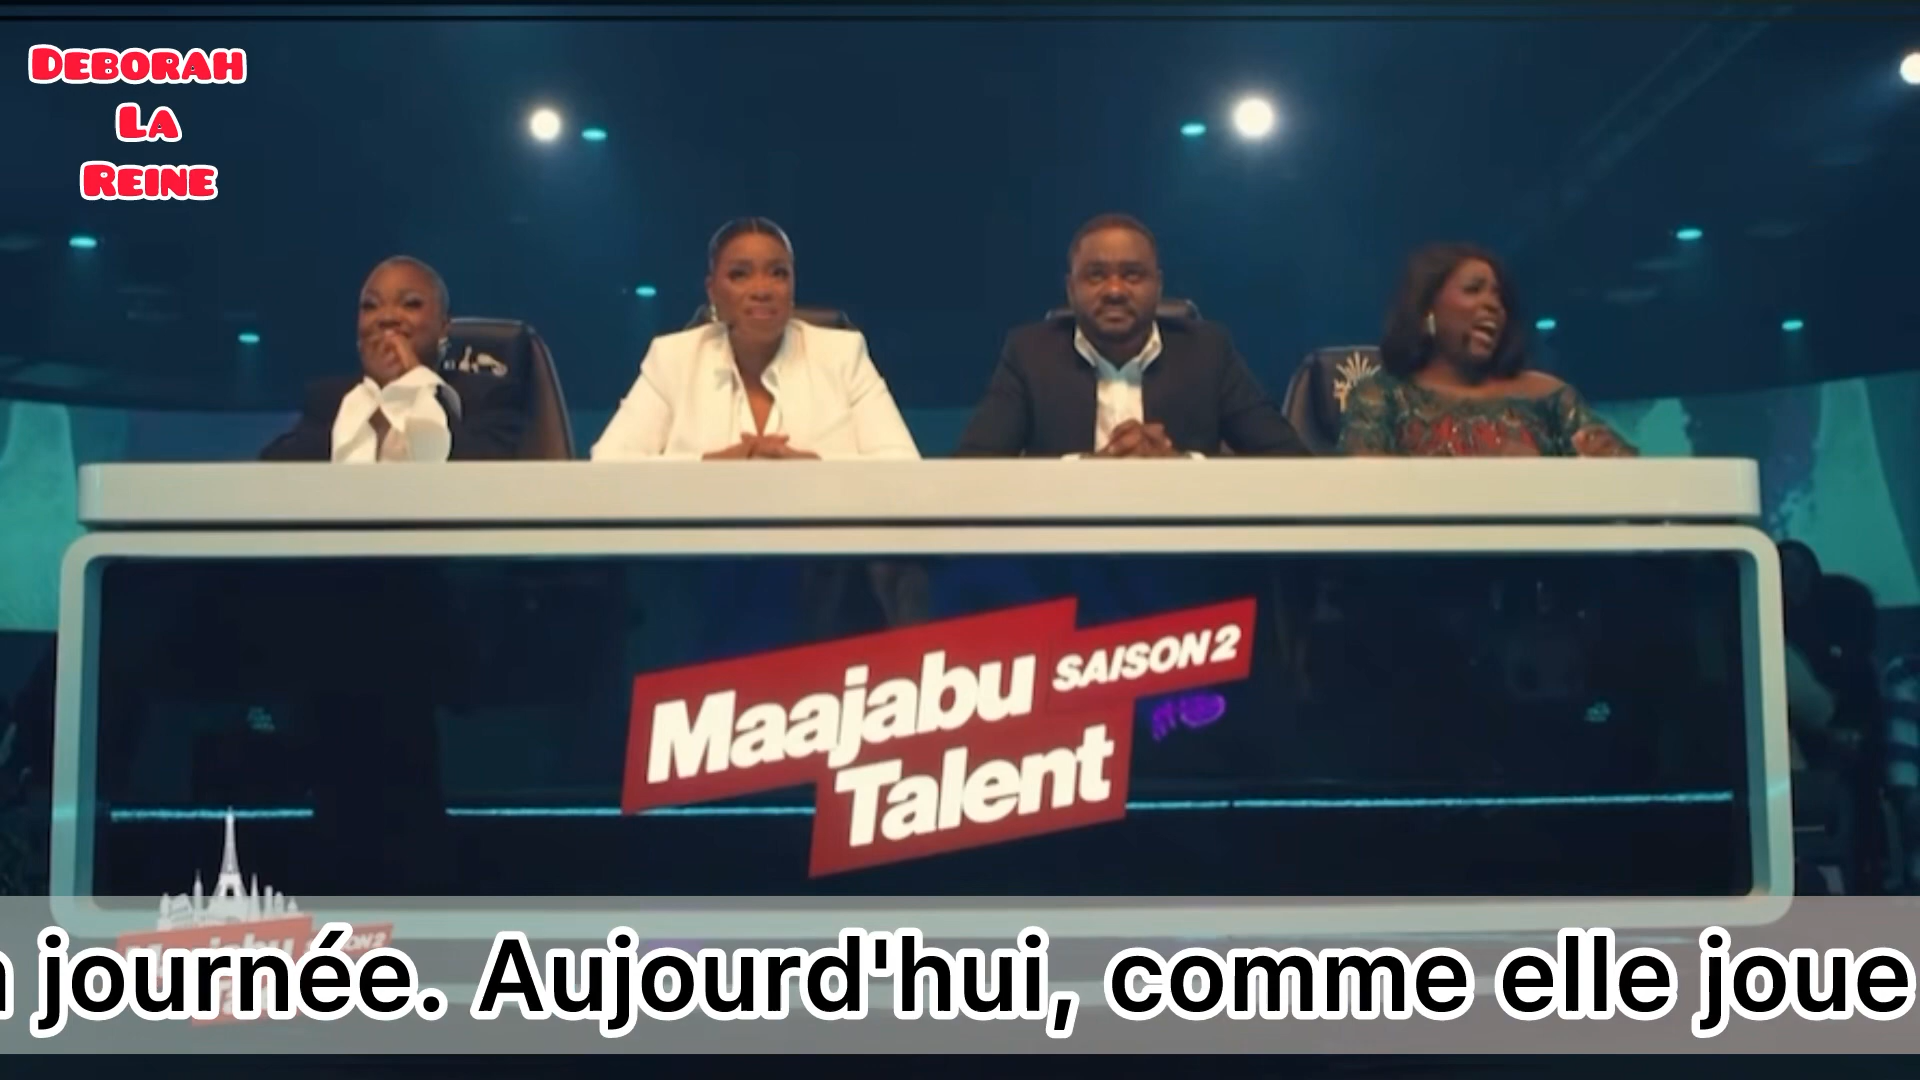 DEBORAH
LA
REINE
Maajabu SAISON 2
Talent
journée. Aujourd'hui, comme elle joue